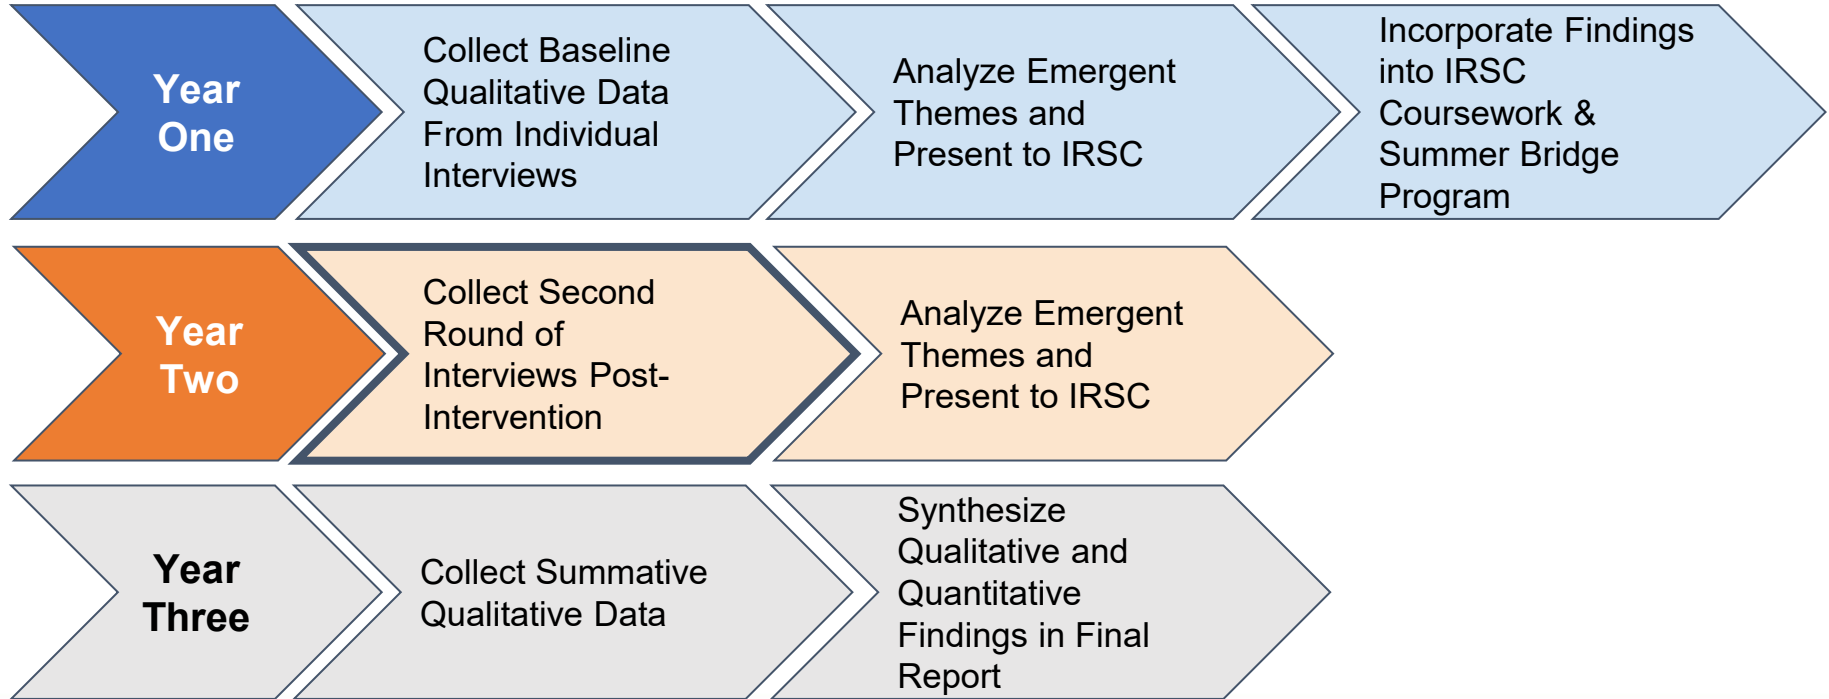 Year
One
Collect Baseline
Qualitative Data
From Individual
Interviews
Analyze Emergent
Themes and
Present to IRSC
Incorporate Findings
into IRSC
Coursework &
Summer Bridge
Program
Year
Two
Collect Second
Round of
Interviews Post-
Intervention
Analyze Emergent
Themes and
Present to IRSC
Year
Three
Collect Summative
Qualitative Data
Synthesize
Qualitative and
Quantitative
Findings in Final
Report